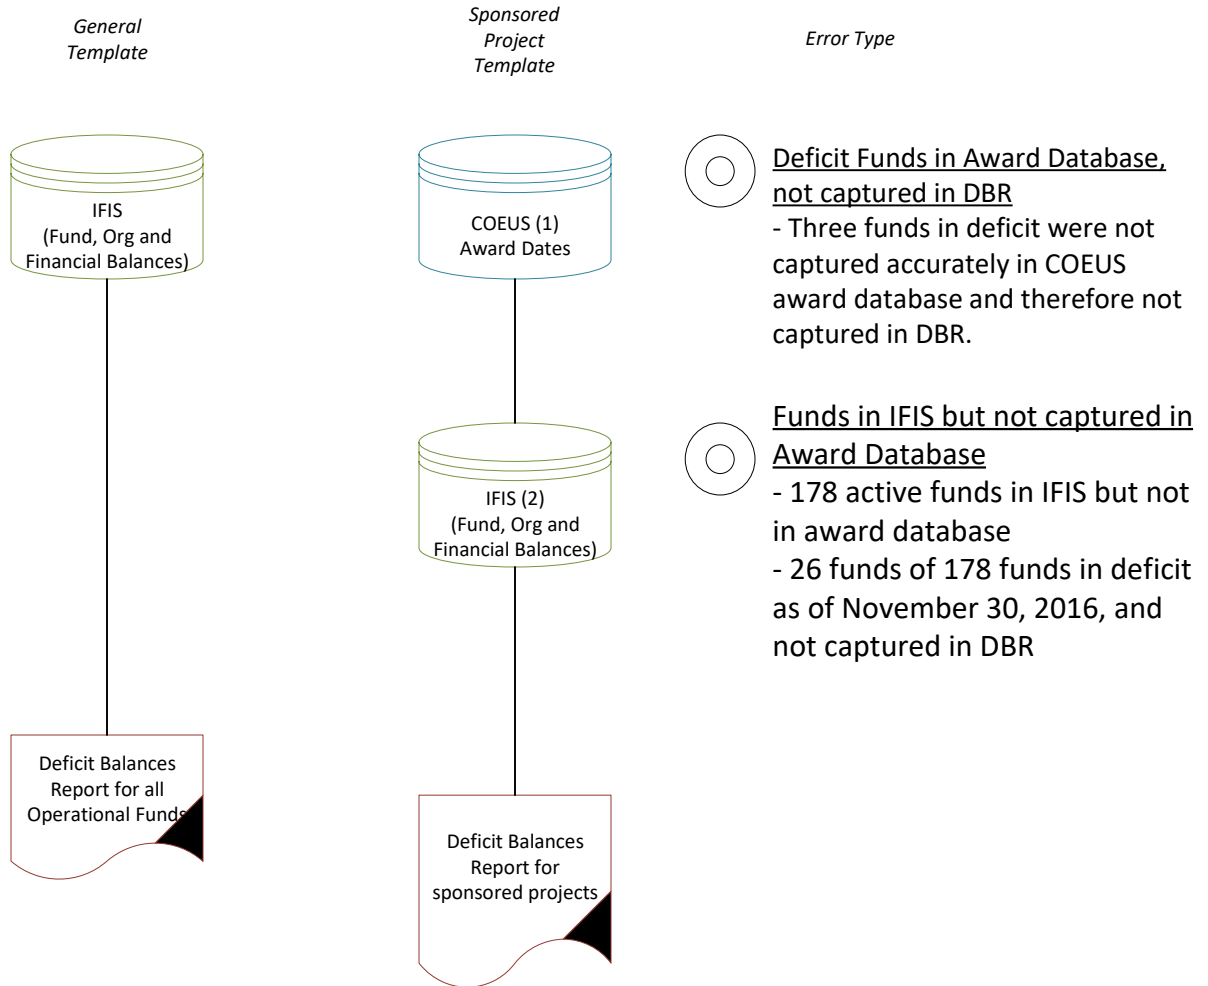 General
Template
Sponsored
Project
Template
Error Type
IFIS
(Fund, Org and
Financial Balances)
COEUS (1)
Award Dates
Deficit Funds in Award Database,
not captured in DBR
- Three funds in deficit were not
captured accurately in COEUS
award database and therefore not
captured in DBR.
IFIS (2)
(Fund, Org and
Financial Balances)
Funds in IFIS but not captured in
Award Database
- 178 active funds in IFIS but not
in award database
- 26 funds of 178 funds in deficit
as of November 30, 2016, and
not captured in DBR
Deficit Balances
Report for all
Operational Funds
Deficit Balances
Report for
sponsored projects